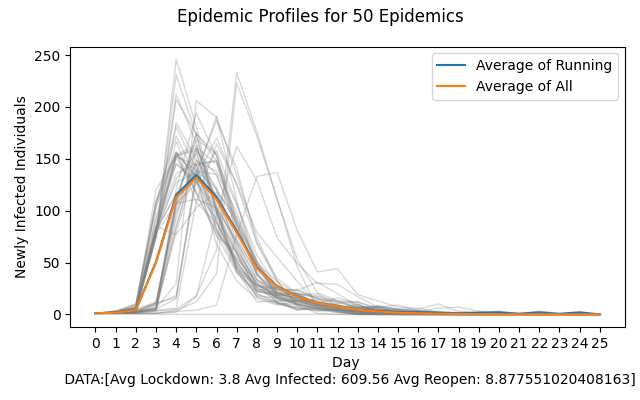 Epidemic Profiles for 50 Epidemics
250
200
150
100
50
0
Newly Infected Individuals
Average of Running
Average of All
0 1 2 3 4 5 6 7 8 9 10 11 12 13 14 15 16 17 18 19 20 21 22 23 24 25
Day
DATA:[Avg Lockdown: 3.8 Avg Infected: 609.56 Avg Reopen: 8.877551020408163]